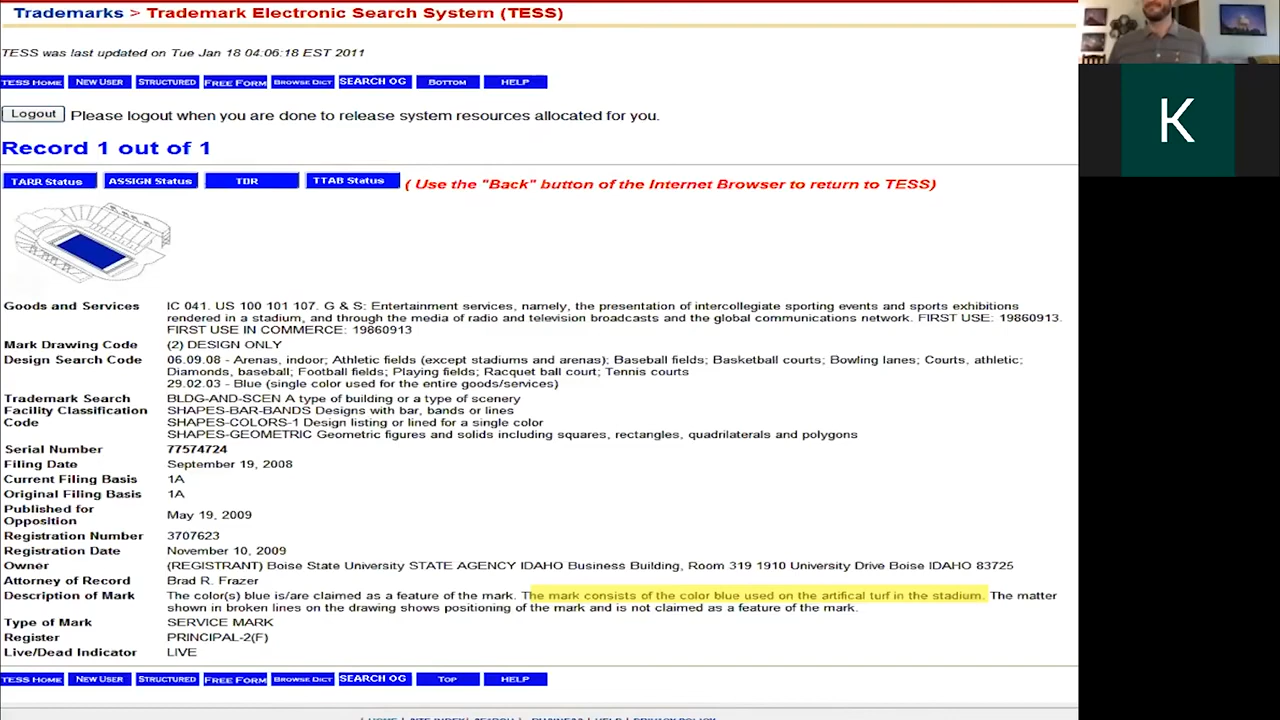 Trademarks > Trademark Electronic Search System (TESS)
TESS was last updated on Tue Jan 18 04:06:18 EST 2011
TESS HOME NEW USER STRUCTURED FREE FORM BROWSE DICT SEARCH OG BOTTOM HELP
Logout Please logout when you are done to release system resources allocated for you.
Record 1 out of 1
TARR Status ASSIGN Status TDR TTAB Status ( Use the "Back" button of the Internet Browser to return to TESS)
K
Goods and Services IC 041. US 100 101 107. G & S: Entertainment services, namely, the presentation of intercollegiate sporting events and sports exhibitions
rendered in a stadium, and through the media of radio and television broadcasts and the global communications network. FIRST USE: 19860913.
FIRST USE IN COMMERCE: 19860913
Mark Drawing Code (2) DESIGN ONLY
Design Search Code 06.09.08 - Arenas, indoor; Athletic fields (except stadiums and arenas); Baseball fields; Basketball courts; Bowling lanes; Courts, athletic;
Diamonds, baseball; Football fields; Playing fields; Racquet ball court; Tennis courts
29.02.03 - Blue (single color used for the entire goods/services)
Trademark Search BLDG-AND-SCEN A type of building or a type of scenery
Facility Classification SHAPES-BAR-BANDS Designs with bar, bands or lines
Code SHAPES-COLORS-1 Design listing or lined for a single color
SHAPES-GEOMETRIC Geometric figures and solids including squares, rectangles, quadrilaterals and polygons
Serial Number 77574724
Filing Date September 19, 2008
Current Filing Basis 1A
Original Filing Basis 1A
Published for
Opposition May 19, 2009
Registration Number 3707623
Registration Date November 10, 2009
Owner (REGISTRANT) Boise State University STATE AGENCY IDAHO Business Building, Room 319 1910 University Drive Boise IDAHO 83725
Attorney of Record Brad R. Frazer
Description of Mark The color(s) blue is/are claimed as a feature of the mark. The mark consists of the color blue used on the artifical turf in the stadium. The matter
shown in broken lines on the drawing shows positioning of the mark and is not claimed as a feature of the mark.
Type of Mark SERVICE MARK
Register PRINCIPAL-2(F)
Live/Dead Indicator LIVE
TESS HOME NEW USER STRUCTURED FREE FORM BROWSE DICT SEARCH OG TOP HELP